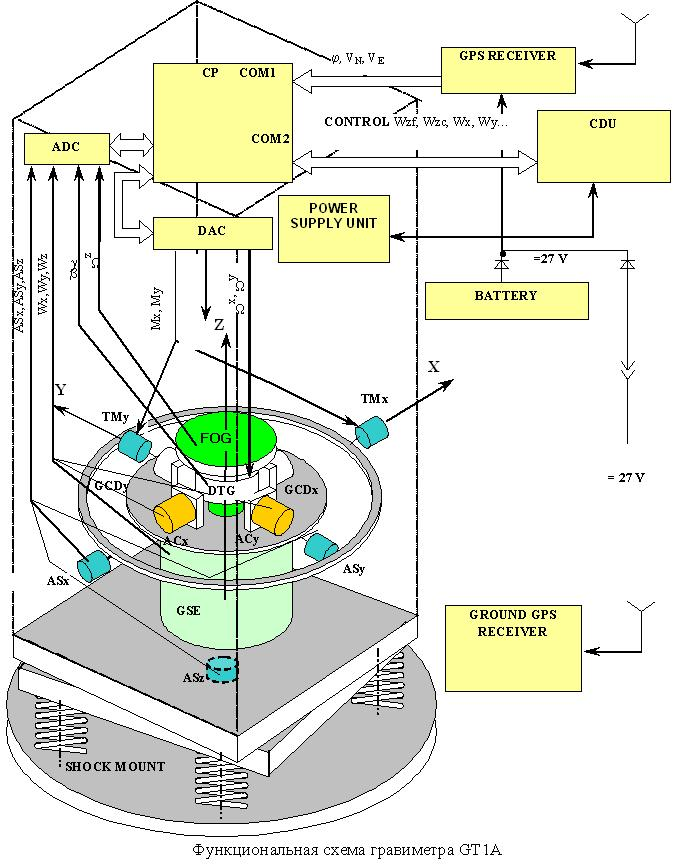 φ, VN, VE
GPS RECEIVER
CP COM1
COM2
CONTROL Wzf, Wzc, Wx, Wy...
CDU
ADC
DAC
POWER
SUPPLY UNIT
=27 V
BATTERY
ASx, ASy, ASz
Wx, Wy, Wz
Mx, My
Z
X
Y
TMx
TMy
FOG
GCDy
DTG
GCDx
ACx
ACy
ASx
ASy
GSE
ASz
= 27 V
GROUND GPS
RECEIVER
SHOCK MOUNT
Функциональная схема гравиметра GT1A